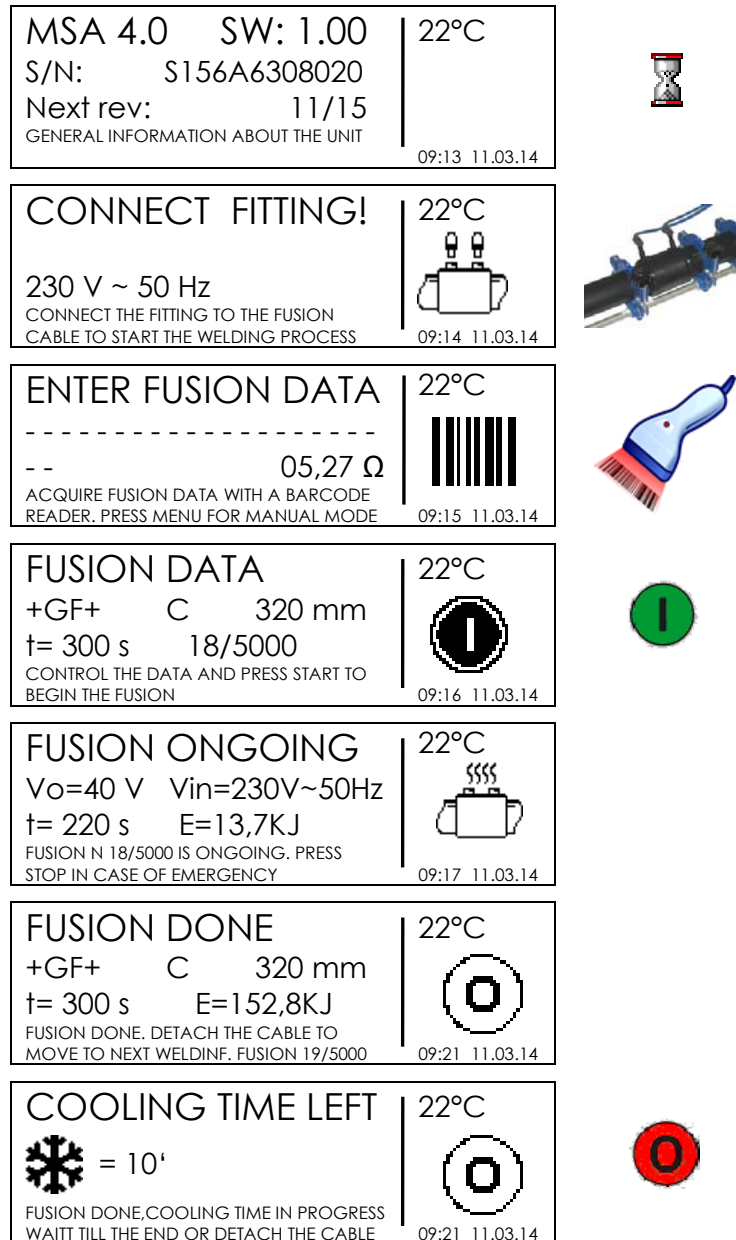 MSA 4.0 SW: 1.00 22°C
S/N: S156A6308020
Next rev: 11/15
GENERAL INFORMATION ABOUT THE UNIT
09:13 11.03.14
CONNECT FITTING! 22°C
230 V ~ 50 Hz
CONNECT THE FITTING TO THE FUSION
CABLE TO START THE WELDING PROCESS 09:14 11.03.14
ENTER FUSION DATA 22°C
- - - - - - - - - - - - - - - - - - - -
- - 05,27 Ω
ACQUIRE FUSION DATA WITH A BARCODE
READER. PRESS MENU FOR MANUAL MODE 09:15 11.03.14
FUSION DATA 22°C
+GF+ C 320 mm
t= 300 s 18/5000
CONTROL THE DATA AND PRESS START TO
BEGIN THE FUSION 09:16 11.03.14
FUSION ONGOING 22°C
Vo=40 V Vin=230V~50Hz
t= 220 s E=13,7KJ
FUSION N 18/5000 IS ONGOING. PRESS
STOP IN CASE OF EMERGENCY 09:17 11.03.14
FUSION DONE 22°C
+GF+ C 320 mm
t= 300 s E=152,8KJ
FUSION DONE. DETACH THE CABLE TO
MOVE TO NEXT WELDINF. FUSION 19/5000 09:21 11.03.14
COOLING TIME LEFT 22°C
= 10‘
FUSION DONE,COOLING TIME IN PROGRESS
WAITT TILL THE END OR DETACH THE CABLE 09:21 11.03.14